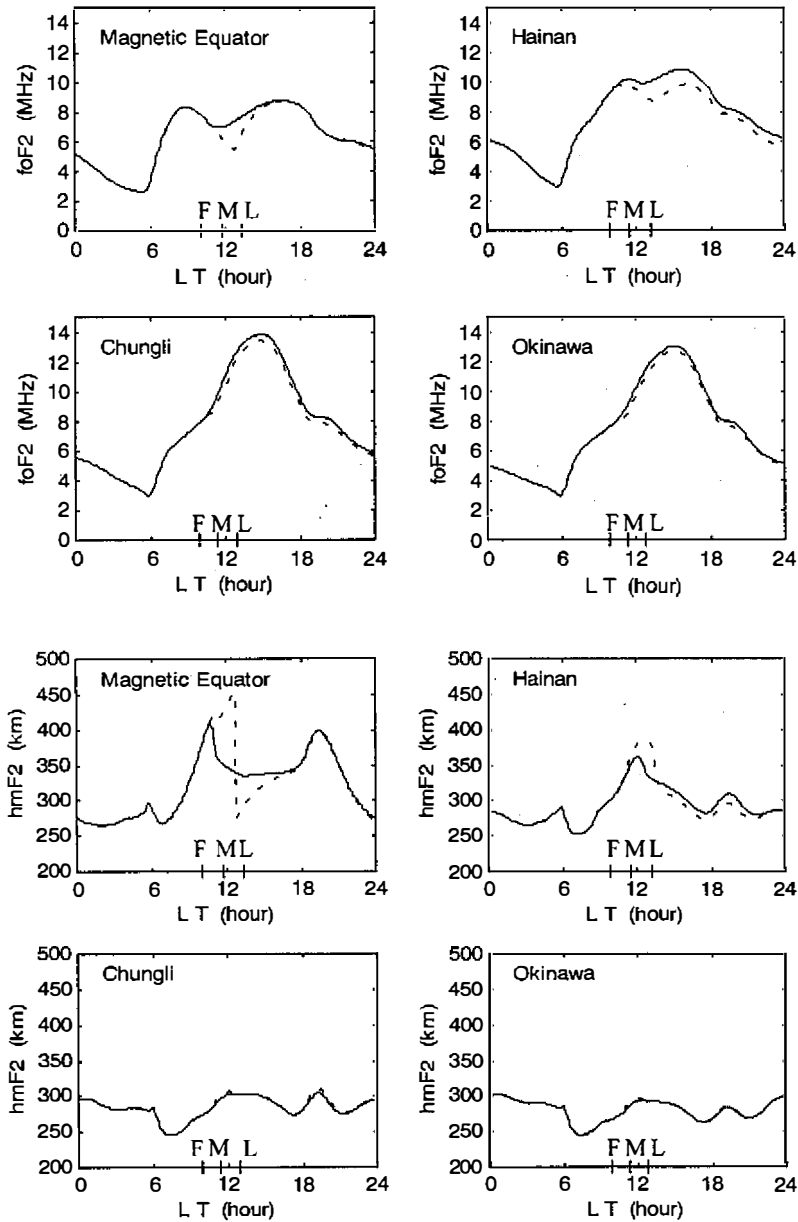 Magnetic Equator
foF2 (MHz)
14
12
10
8
6
4
2
0
F M L
0 6 12 18 24
L T (hour)
Hainan
foF2 (MHz)
14
12
10
8
6
4
2
0
F M L
0 6 12 18 24
L T (hour)
Chungli
foF2 (MHz)
14
12
10
8
6
4
2
0
F M L
0 6 12 18 24
L T (hour)
Okinawa
foF2 (MHz)
14
12
10
8
6
4
2
0
F M L
0 6 12 18 24
L T (hour)
Magnetic Equator
hmF2 (km)
500
450
400
350
300
250
200
F M L
0 6 12 18 24
L T (hour)
Hainan
hmF2 (km)
500
450
400
350
300
250
200
F M L
0 6 12 18 24
L T (hour)
Chungli
hmF2 (km)
500
450
400
350
300
250
200
F M L
0 6 12 18 24
L T (hour)
Okinawa
hmF2 (km)
500
450
400
350
300
250
200
F M L
0 6 12 18 24
L T (hour)